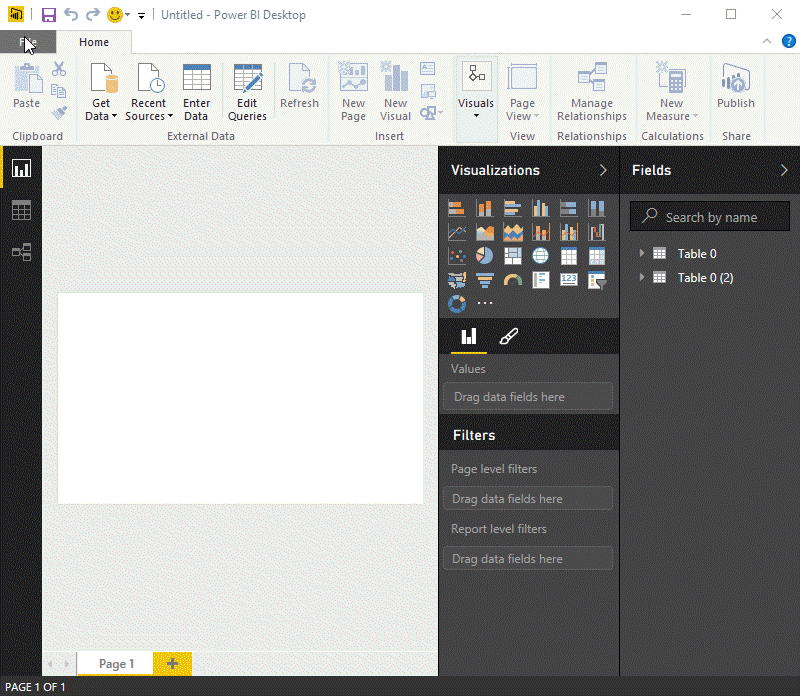 Untitled - Power BI Desktop
File Home
Paste
Get Data
Recent Sources
Enter Data
Edit Queries
Refresh
New Page
New Visual
Visuals
Page View
Manage Relationships
New Measure
Publish
Clipboard External Data Insert View Relationships Calculations Share
Visualizations
Fields
Search by name
Table 0
Table 0 (2)
123
Values
Drag data fields here
Filters
Page level filters
Drag data fields here
Report level filters
Drag data fields here
Page 1
PAGE 1 OF 1